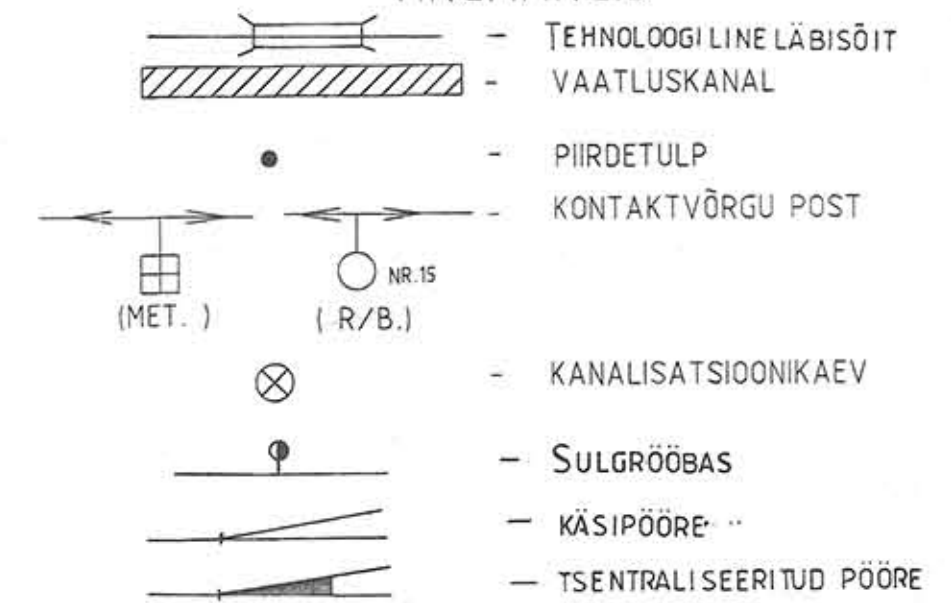 – TEHNOLOOGILINE LÄBISÕIT
– VAATLUSKANAL
– PIIRDETULP
– KONTAKTVÕRGU POST
NR.15
(MET. ) ( R/B.)
– KANALISATSIOONIKAEV
– SULGRÖÖBAS
– KÄSIPÖÖRE
– TSENTRALISEERITUD PÖÖRE